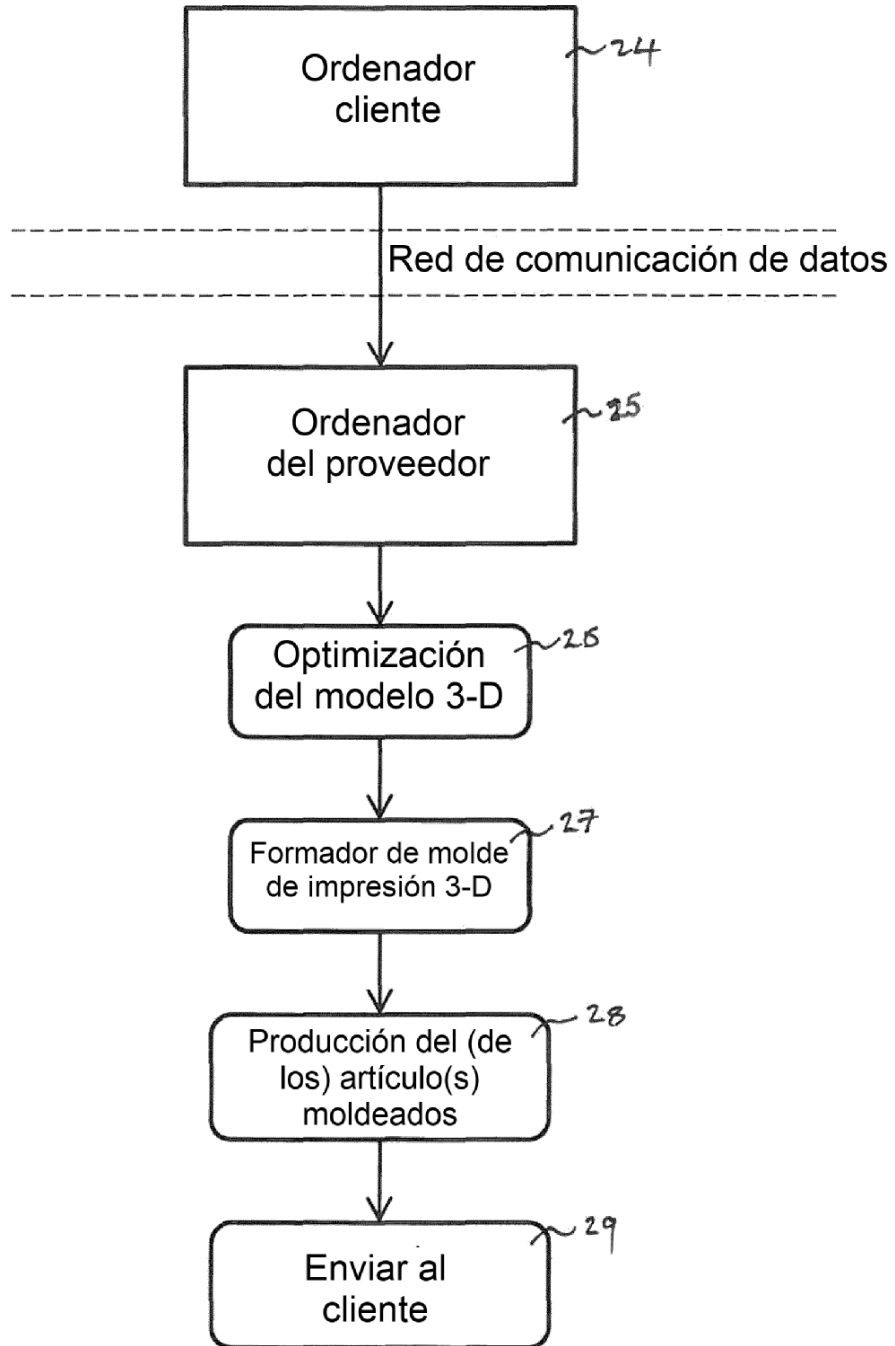 Ordenador
cliente
24
Red de comunicación de datos
Ordenador
del proveedor
25
Optimización
del modelo 3-D
26
Formador de molde
de impresión 3-D
27
Producción del (de
los) artículo(s)
moldeados
28
Enviar al
cliente
29